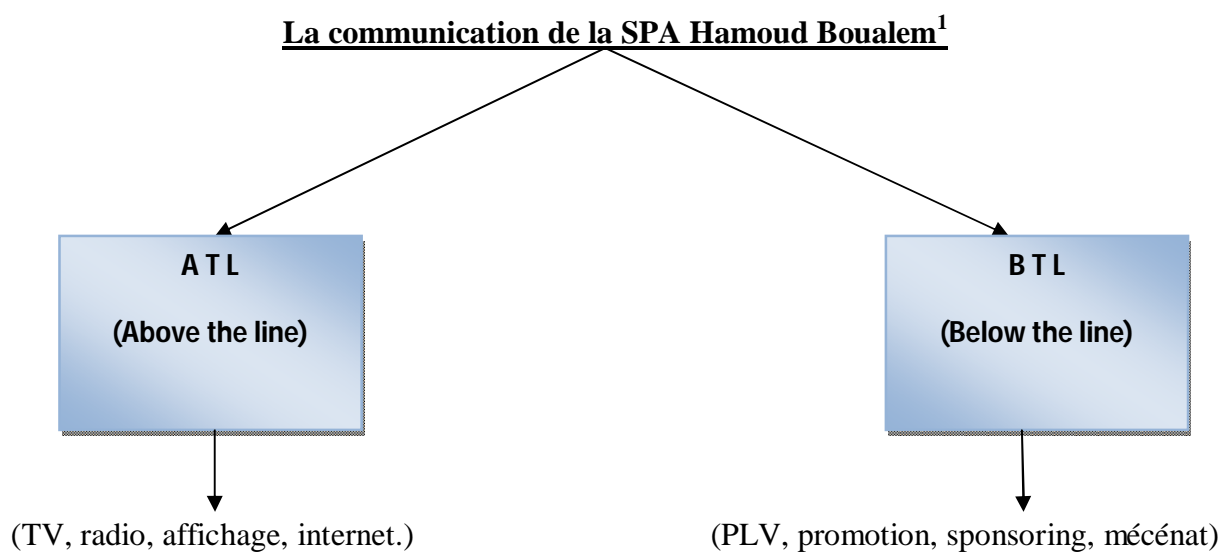 La communication de la SPA Hamoud Boualem¹
A T L
(Above the line)
B T L
(Below the line)
(TV, radio, affichage, internet.)
(PLV, promotion, sponsoring, mécénat)